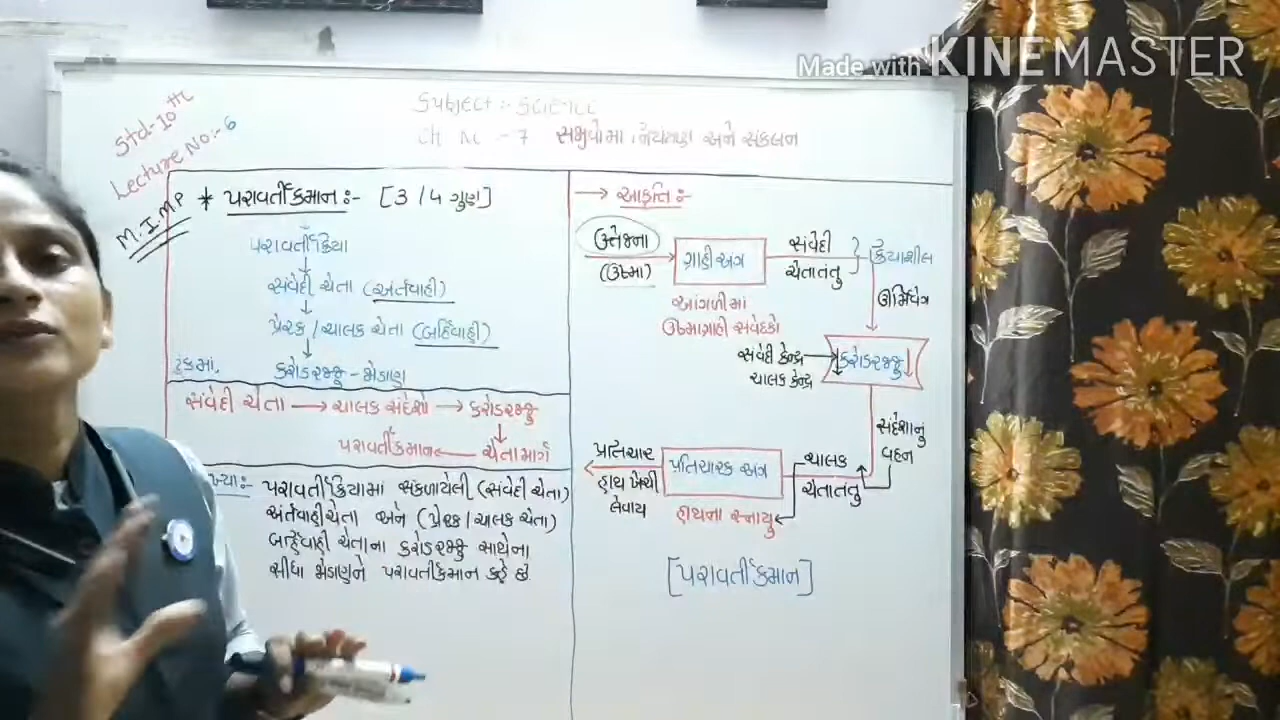 Made with KINEMASTER
Std-10th
Lecture No:-6
Subject :- Science
Ch No - 7 સજીવોમાં નિયંત્રણ અને સંકલન
M.I.M.P * પરાવર્તી કમાન :- [3 / 4 ગુણ]
પરાવર્તી ક્રિયા
સંવેદી ચેતા (અંતર્વાહી)
પ્રેરક / ચાલક ચેતા (બહિર્વાહી)
ટૂંકમાં, કરોડરજ્જુ - જોડાણ
સંવેદી ચેતા → ચાલક સંદેશો → કરોડરજ્જુ
પરાવર્તી કમાન ← ચેતામાર્ગ
ખ્યા: પરાવર્તી ક્રિયામાં સંકળાયેલી (સંવેદી ચેતા)
અંતર્વાહી ચેતા અને (પ્રેરક / ચાલક ચેતા)
બહિર્વાહી ચેતાના કરોડરજ્જુ સાથેના
સીધા જોડાણને પરાવર્તી કમાન કહે છે.
→ આકૃતિ :-
ઉત્તેજના
(ઉષ્મા)
ગ્રાહી અંગ
સંવેદી
ચેતાતંતુ
ક્રિયાશીલ
ઊર્મિવેગ
આંગળીમાં
ઉષ્માગ્રાહી સંવેદકો
સંવેદી કેન્દ્ર
ચાલક કેન્દ્ર
કરોડરજ્જુ
સંદેશાનું
વહન
ચાલક
ચેતાતંતુ
પ્રતિચારક અંગ
હાથના સ્નાયુ
પ્રતિચાર
હાથ ખેંચી
લેવાય
[પરાવર્તી કમાન]